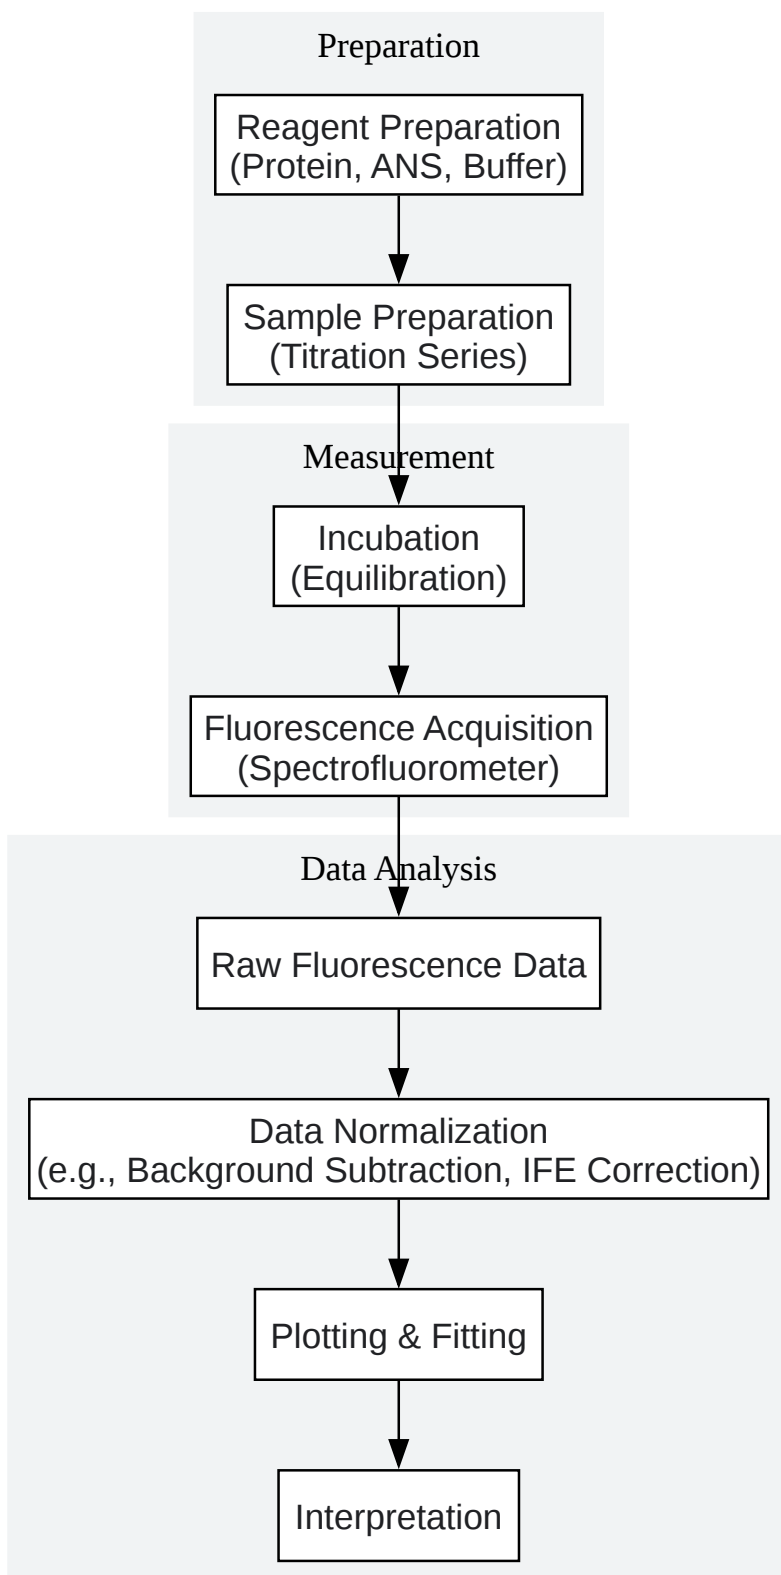 Preparation
Reagent Preparation
(Protein, ANS, Buffer)
Sample Preparation
(Titration Series)
Measurement
Incubation
(Equilibration)
Fluorescence Acquisition
(Spectrofluorometer)
Data Analysis
Raw Fluorescence Data
Data Normalization
(e.g., Background Subtraction, IFE Correction)
Plotting & Fitting
Interpretation